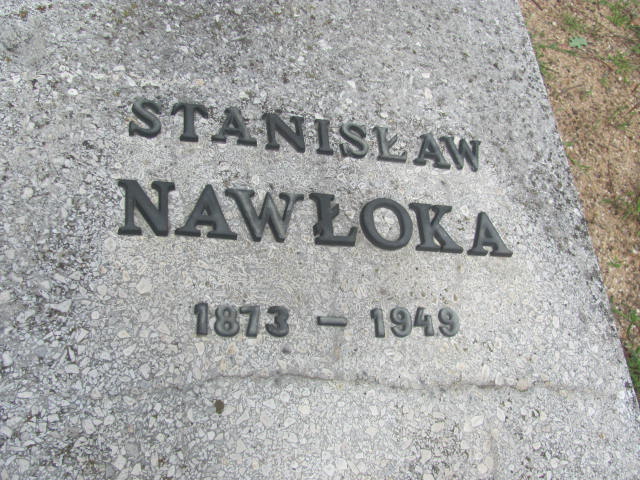 STANISŁAW
NAWŁOKA
1873 – 1949